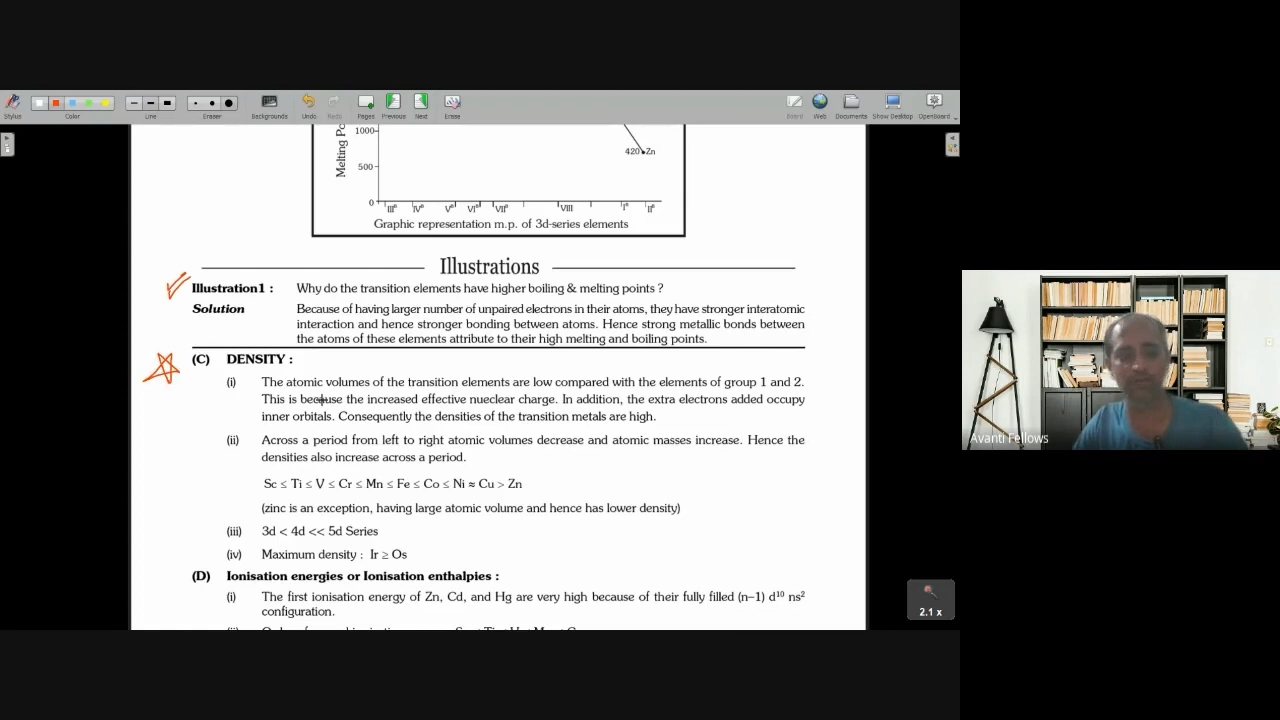 Stylus
Color
Line
Eraser
Backgrounds
Undo
Redo
Pages
Previous
Next
Erase
Board
Web
Documents
Show Desktop
OpenBoard
Melting Po
1000
500
0
420 Zn
IIIB IVB VB VIB VIIB VIII IB IIB
Graphic representation m.p. of 3d-series elements
Illustrations
Illustration1 : Why do the transition elements have higher boiling & melting points ?
Solution Because of having larger number of unpaired electrons in their atoms, they have stronger interatomic
interaction and hence stronger bonding between atoms. Hence strong metallic bonds between
the atoms of these elements attribute to their high melting and boiling points.
(C) DENSITY :
(i) The atomic volumes of the transition elements are low compared with the elements of group 1 and 2.
This is because the increased effective nueclear charge. In addition, the extra electrons added occupy
inner orbitals. Consequently the densities of the transition metals are high.
(ii) Across a period from left to right atomic volumes decrease and atomic masses increase. Hence the
densities also increase across a period.
Sc ≤ Ti ≤ V ≤ Cr ≤ Mn ≤ Fe ≤ Co ≤ Ni ≈ Cu > Zn
(zinc is an exception, having large atomic volume and hence has lower density)
(iii) 3d < 4d << 5d Series
(iv) Maximum density : Ir ≥ Os
(D) Ionisation energies or Ionisation enthalpies :
(i) The first ionisation energy of Zn, Cd, and Hg are very high because of their fully filled (n–1) d¹⁰ ns²
configuration.
2.1 x
Avanti Fellows